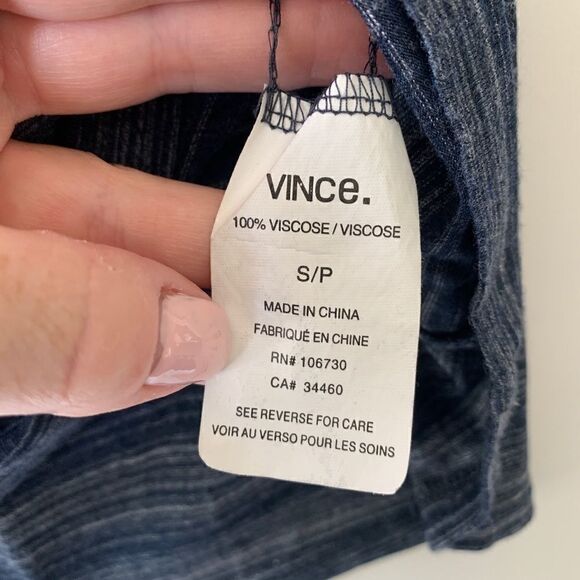 VINCe.
100% VISCOSE / VISCOSE
S/P
MADE IN CHINA
FABRIQUÉ EN CHINE
RN# 106730
CA# 34460
SEE REVERSE FOR CARE
VOIR AU VERSO POUR LES SOINS